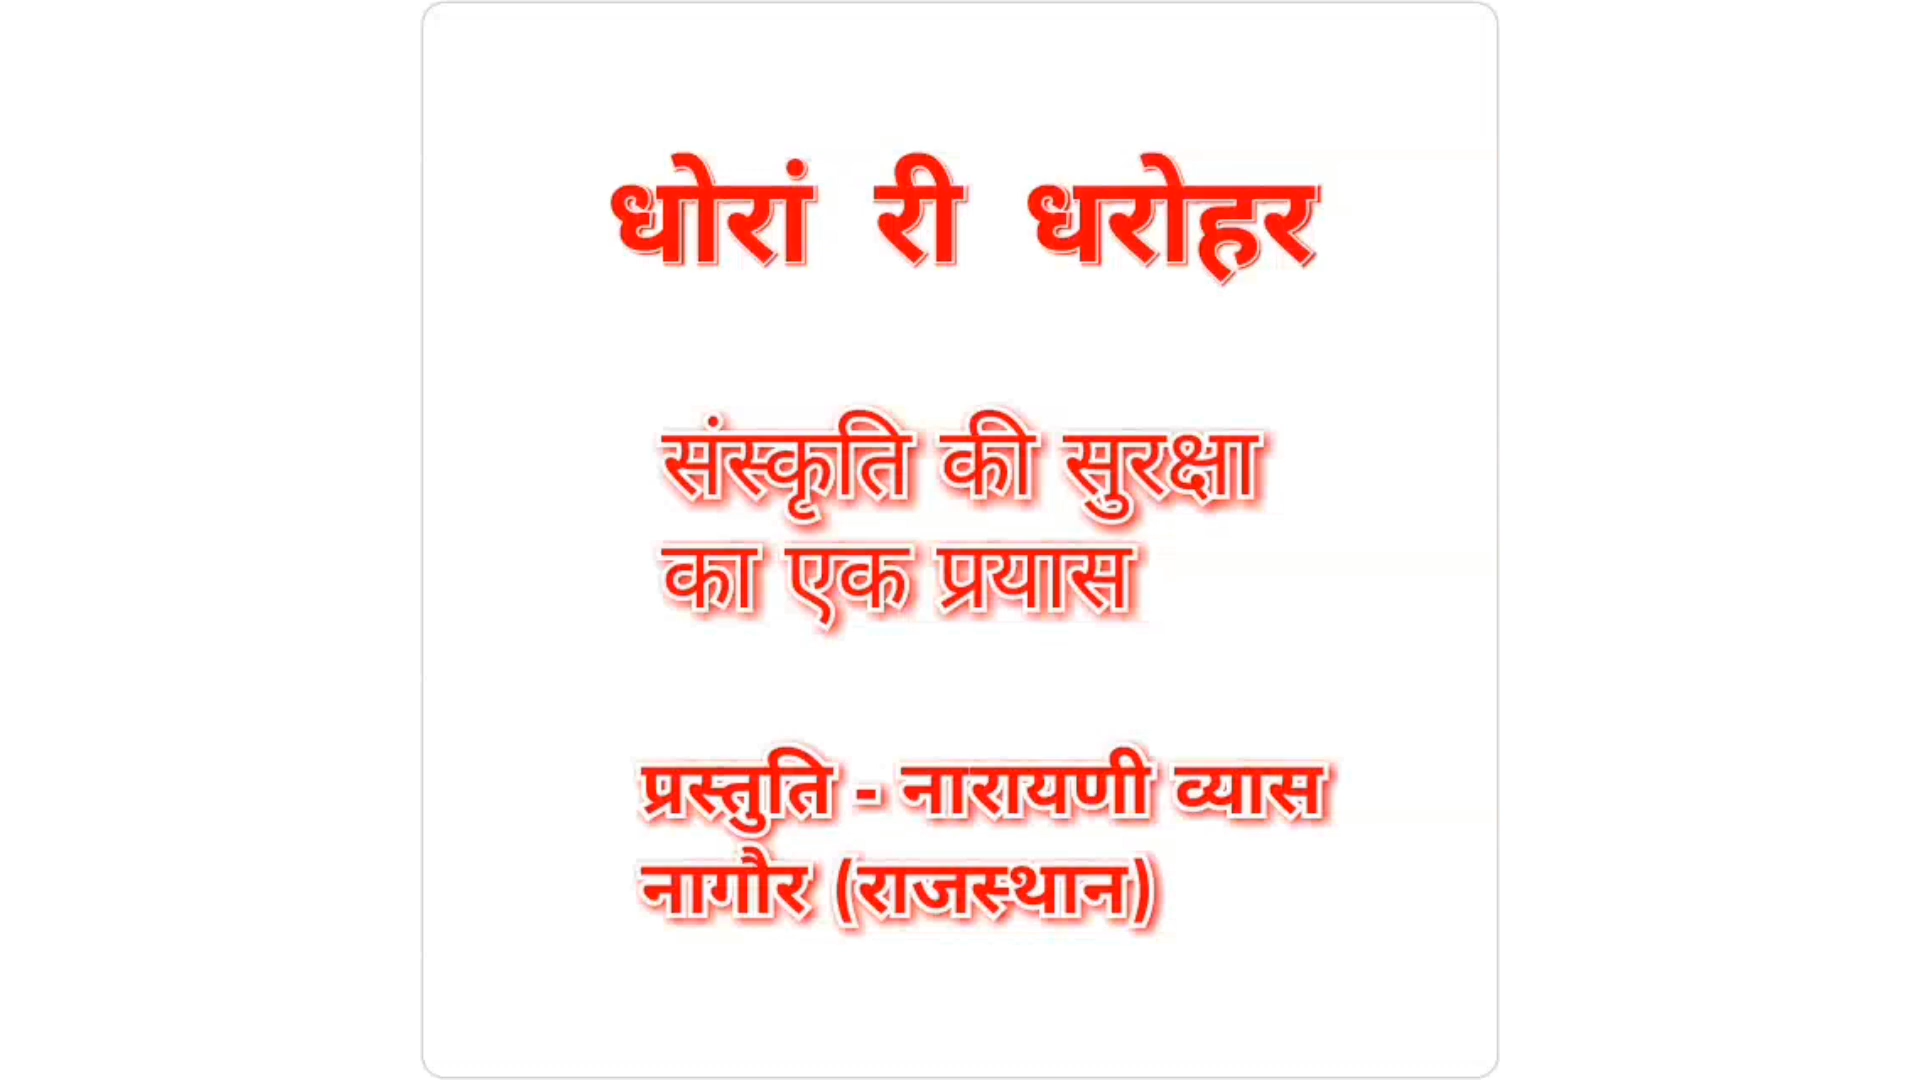 धोरां री धरोहर
संस्कृति की सुरक्षा
का एक प्रयास
प्रस्तुति - नारायणी व्यास
नागौर (राजस्थान)